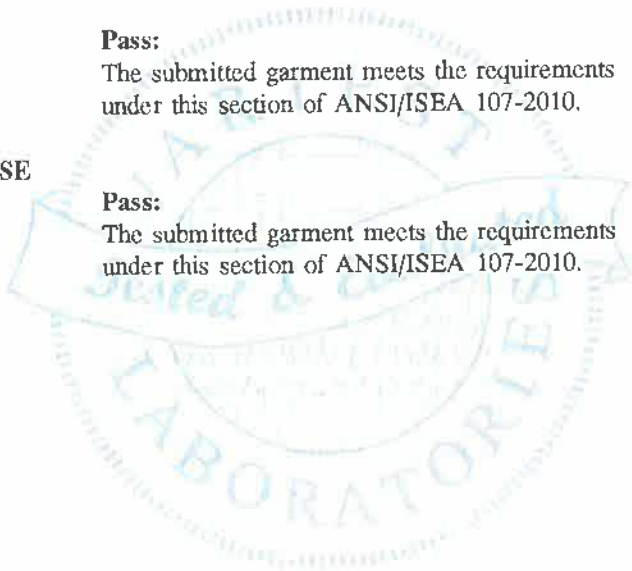 Pass:
The submitted garment meets the requirements
under this section of ANSI/ISEA 107-2010.
SE
Pass:
The submitted garment meets the requirements
under this section of ANSI/ISEA 107-2010.
Tested &
LABORATORIES